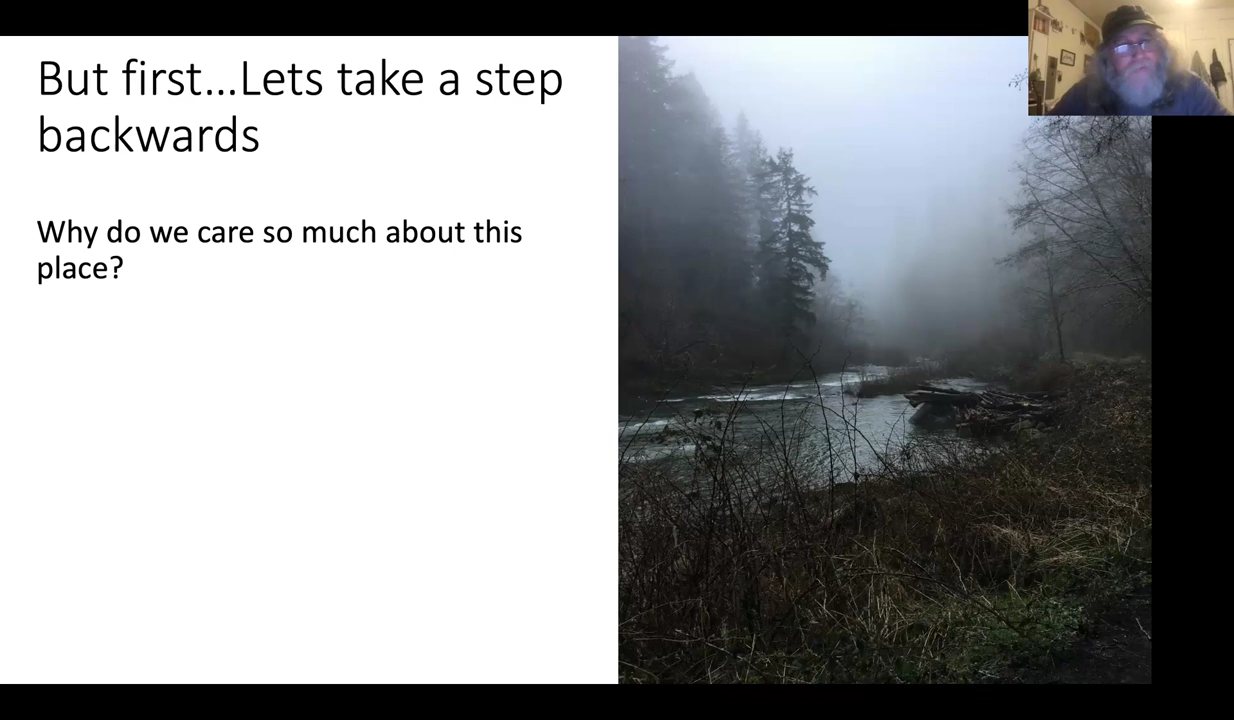 But first...Lets take a step
backwards
Why do we care so much about this
place?